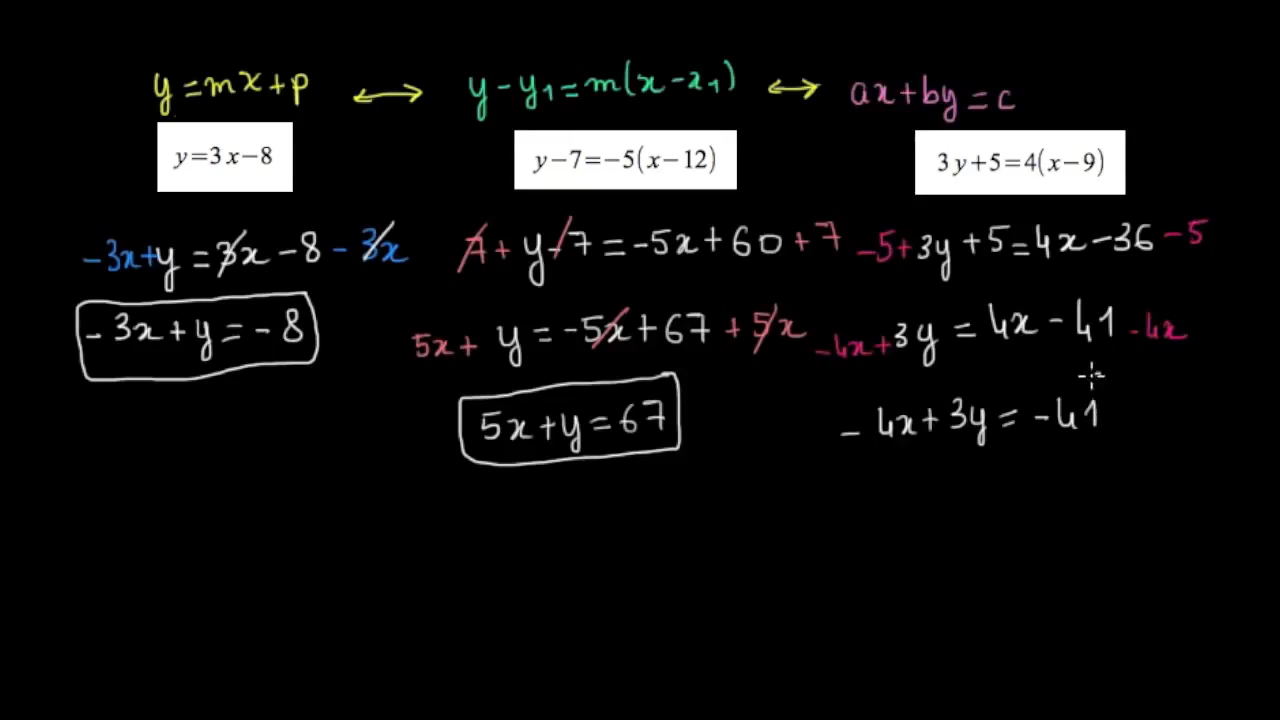 y = mx + p ↔ y - y₁ = m(x - x₁) ↔ ax + by = c
y=3x−8
y−7=−5(x−12)
3y+5=4(x−9)
-3x + y = 3x - 8 - 3x
-3x + y = -8
7 + y - 7 = -5x + 60 + 7
5x + y = -5x + 67 + 5x
5x + y = 67
-5 + 3y + 5 = 4x - 36 - 5
-4x + 3y = 4x - 41 - 4x
-4x + 3y = -41